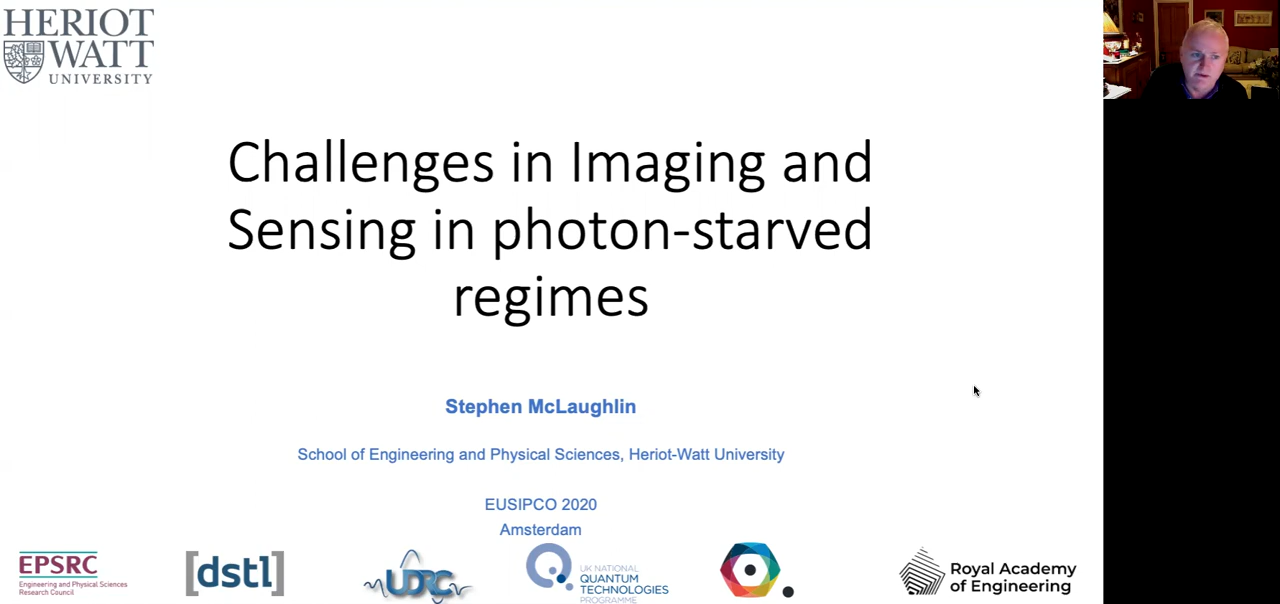 HERIOT
WATT
UNIVERSITY
Challenges in Imaging and
Sensing in photon-starved
regimes
Stephen McLaughlin
School of Engineering and Physical Sciences, Heriot-Watt University
EUSIPCO 2020
Amsterdam
EPSRC
Engineering and Physical Sciences
Research Council
[dstl]
UDRC
UK NATIONAL
QUANTUM
TECHNOLOGIES
PROGRAMME
Royal Academy
of Engineering